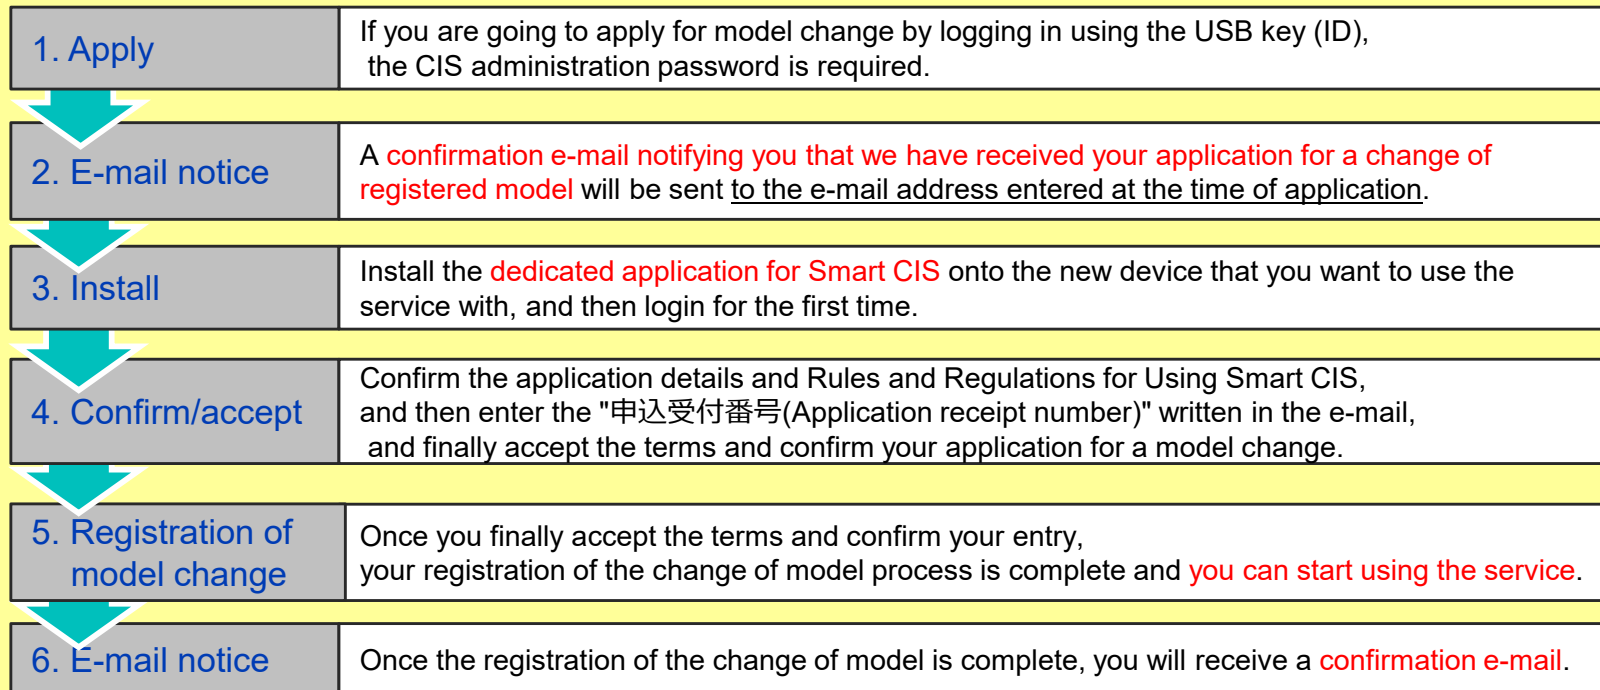 1. Apply
If you are going to apply for model change by logging in using the USB key (ID),
the CIS administration password is required.
2. E-mail notice
A confirmation e-mail notifying you that we have received your application for a change of
registered model will be sent to the e-mail address entered at the time of application.
3. Install
Install the dedicated application for Smart CIS onto the new device that you want to use the
service with, and then login for the first time.
4. Confirm/accept
Confirm the application details and Rules and Regulations for Using Smart CIS,
and then enter the "申込受付番号(Application receipt number)" written in the e-mail,
and finally accept the terms and confirm your application for a model change.
5. Registration of
model change
Once you finally accept the terms and confirm your entry,
your registration of the change of model process is complete and you can start using the service.
6. E-mail notice
Once the registration of the change of model is complete, you will receive a confirmation e-mail.